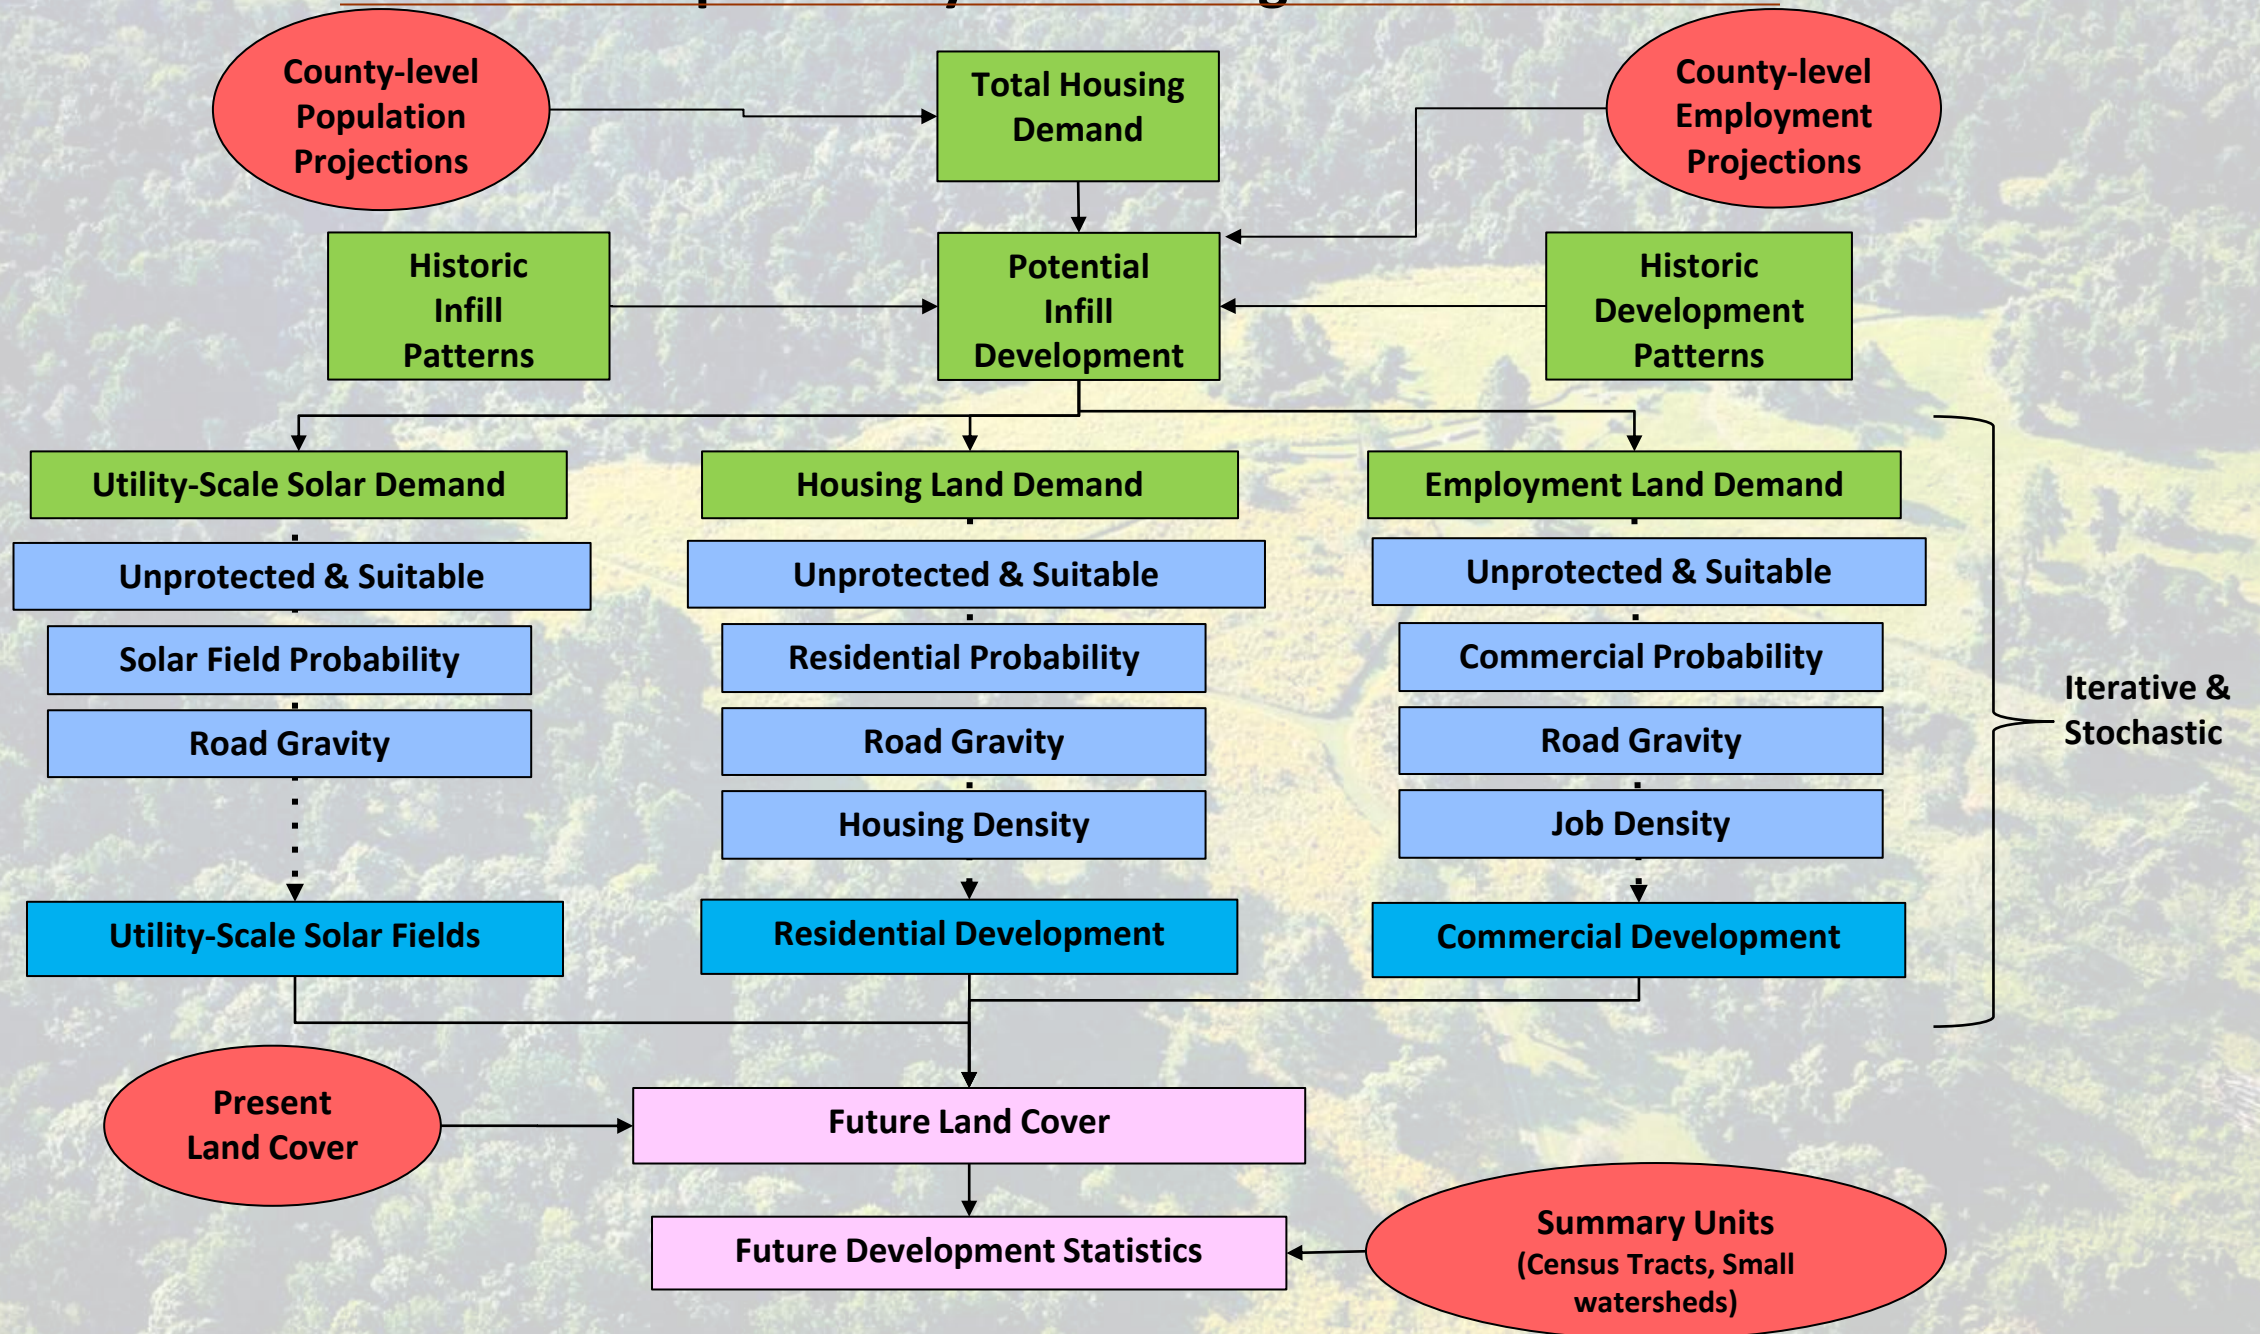 County-level
Population
Projections
Total Housing
Demand
County-level
Employment
Projections
Historic
Infill
Patterns
Potential
Infill
Development
Historic
Development
Patterns
Utility-Scale Solar Demand
Housing Land Demand
Employment Land Demand
Unprotected & Suitable
Unprotected & Suitable
Unprotected & Suitable
Solar Field Probability
Residential Probability
Commercial Probability
Road Gravity
Road Gravity
Road Gravity
Housing Density
Job Density
Iterative &
Stochastic
Utility-Scale Solar Fields
Residential Development
Commercial Development
Present
Land Cover
Future Land Cover
Future Development Statistics
Summary Units
(Census Tracts, Small
watersheds)